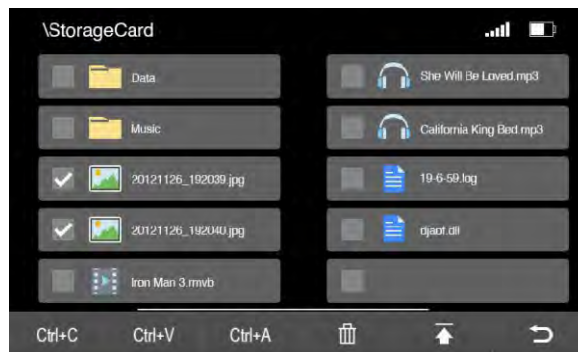 \StorageCard
Data
Music
20121126_192039.jpg
20121126_192040.jpg
Iron Man 3.rmvb
She Will Be Loved.mp3
California King Bed.mp3
19-6-59.log
djaof.dll
Ctrl+C Ctrl+V Ctrl+A